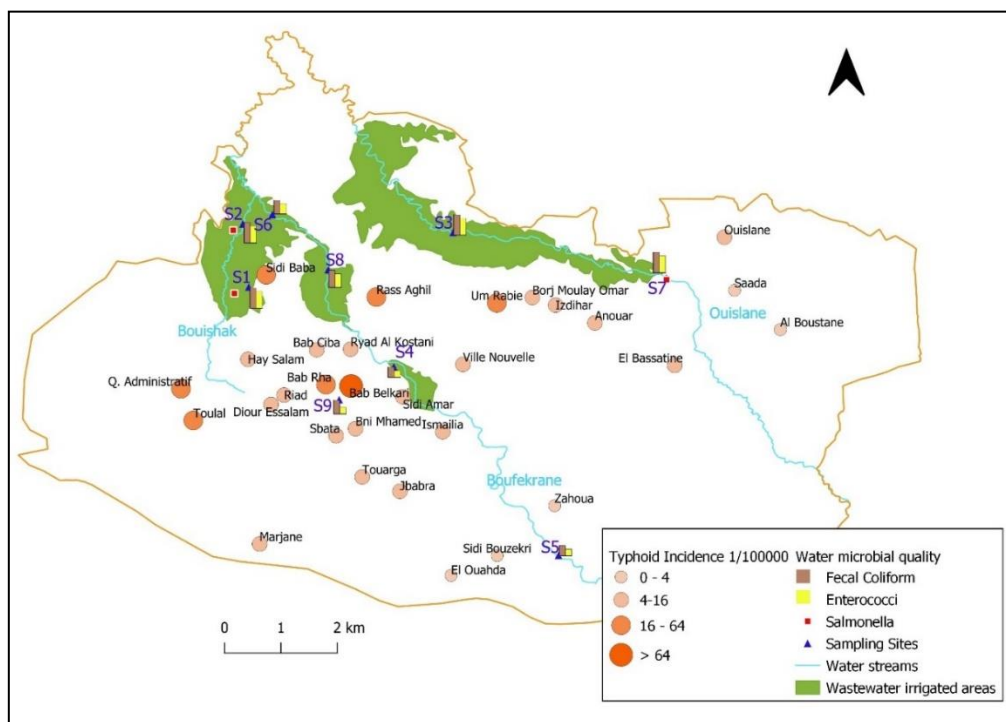 Ouislane
S2
S6
S3
Sidi Baba
S8
S1
Rass Aghil
Um Rabie
Borj Moulay Omar
Izdihar
S7
Saada
Ouislane
Anouar
Al Boustane
Bouishak
Bab Ciba
Ryad Al Kostani
Hay Salam
S4
Ville Nouvelle
El Bassatine
Q. Administratif
Bab Rha
Riad
Bab Belkari
Sidi Amar
Diour Essalam
S9
Toulal
Bni Mhamed
Ismailia
Sbata
Touarga
Jbabra
Boufekrane
Zahoua
Marjane
Sidi Bouzekri
S5
El Ouahda
0 1 2 km
Typhoid Incidence 1/100000
0 - 4
4-16
16 - 64
> 64
Water microbial quality
Fecal Coliform
Enterococci
Salmonella
Sampling Sites
Water streams
Wastewater irrigated areas